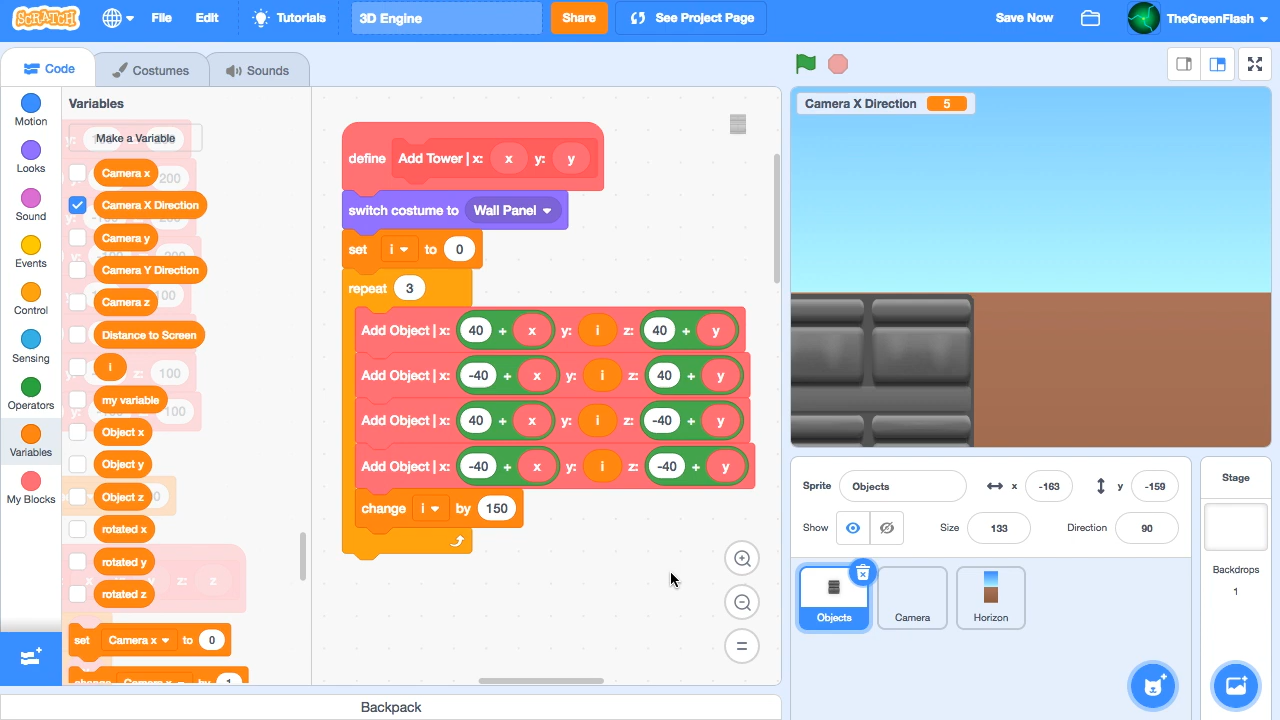 SCRATCH File Edit Tutorials 3D Engine Share See Project Page Save Now TheGreenFlash
Code Costumes Sounds
Motion
Looks
Sound
Events
Control
Sensing
Operators
Variables
My Blocks
Variables
Make a Variable
Camera x
Camera X Direction
Camera y
Camera Y Direction
Camera z
Distance to Screen
i
my variable
Object x
Object y
Object z
rotated x
rotated y
rotated z
set Camera x to 0
change Camera x by 1
define Add Tower | x: x y: y
switch costume to Wall Panel
set i to 0
repeat 3
Add Object | x: 40 + x y: i z: 40 + y
Add Object | x: -40 + x y: i z: 40 + y
Add Object | x: 40 + x y: i z: -40 + y
Add Object | x: -40 + x y: i z: -40 + y
change i by 150
Backpack
Camera X Direction 5
Sprite Objects x -163 y -159
Show Size 133 Direction 90
Objects Camera Horizon
Stage
Backdrops
1